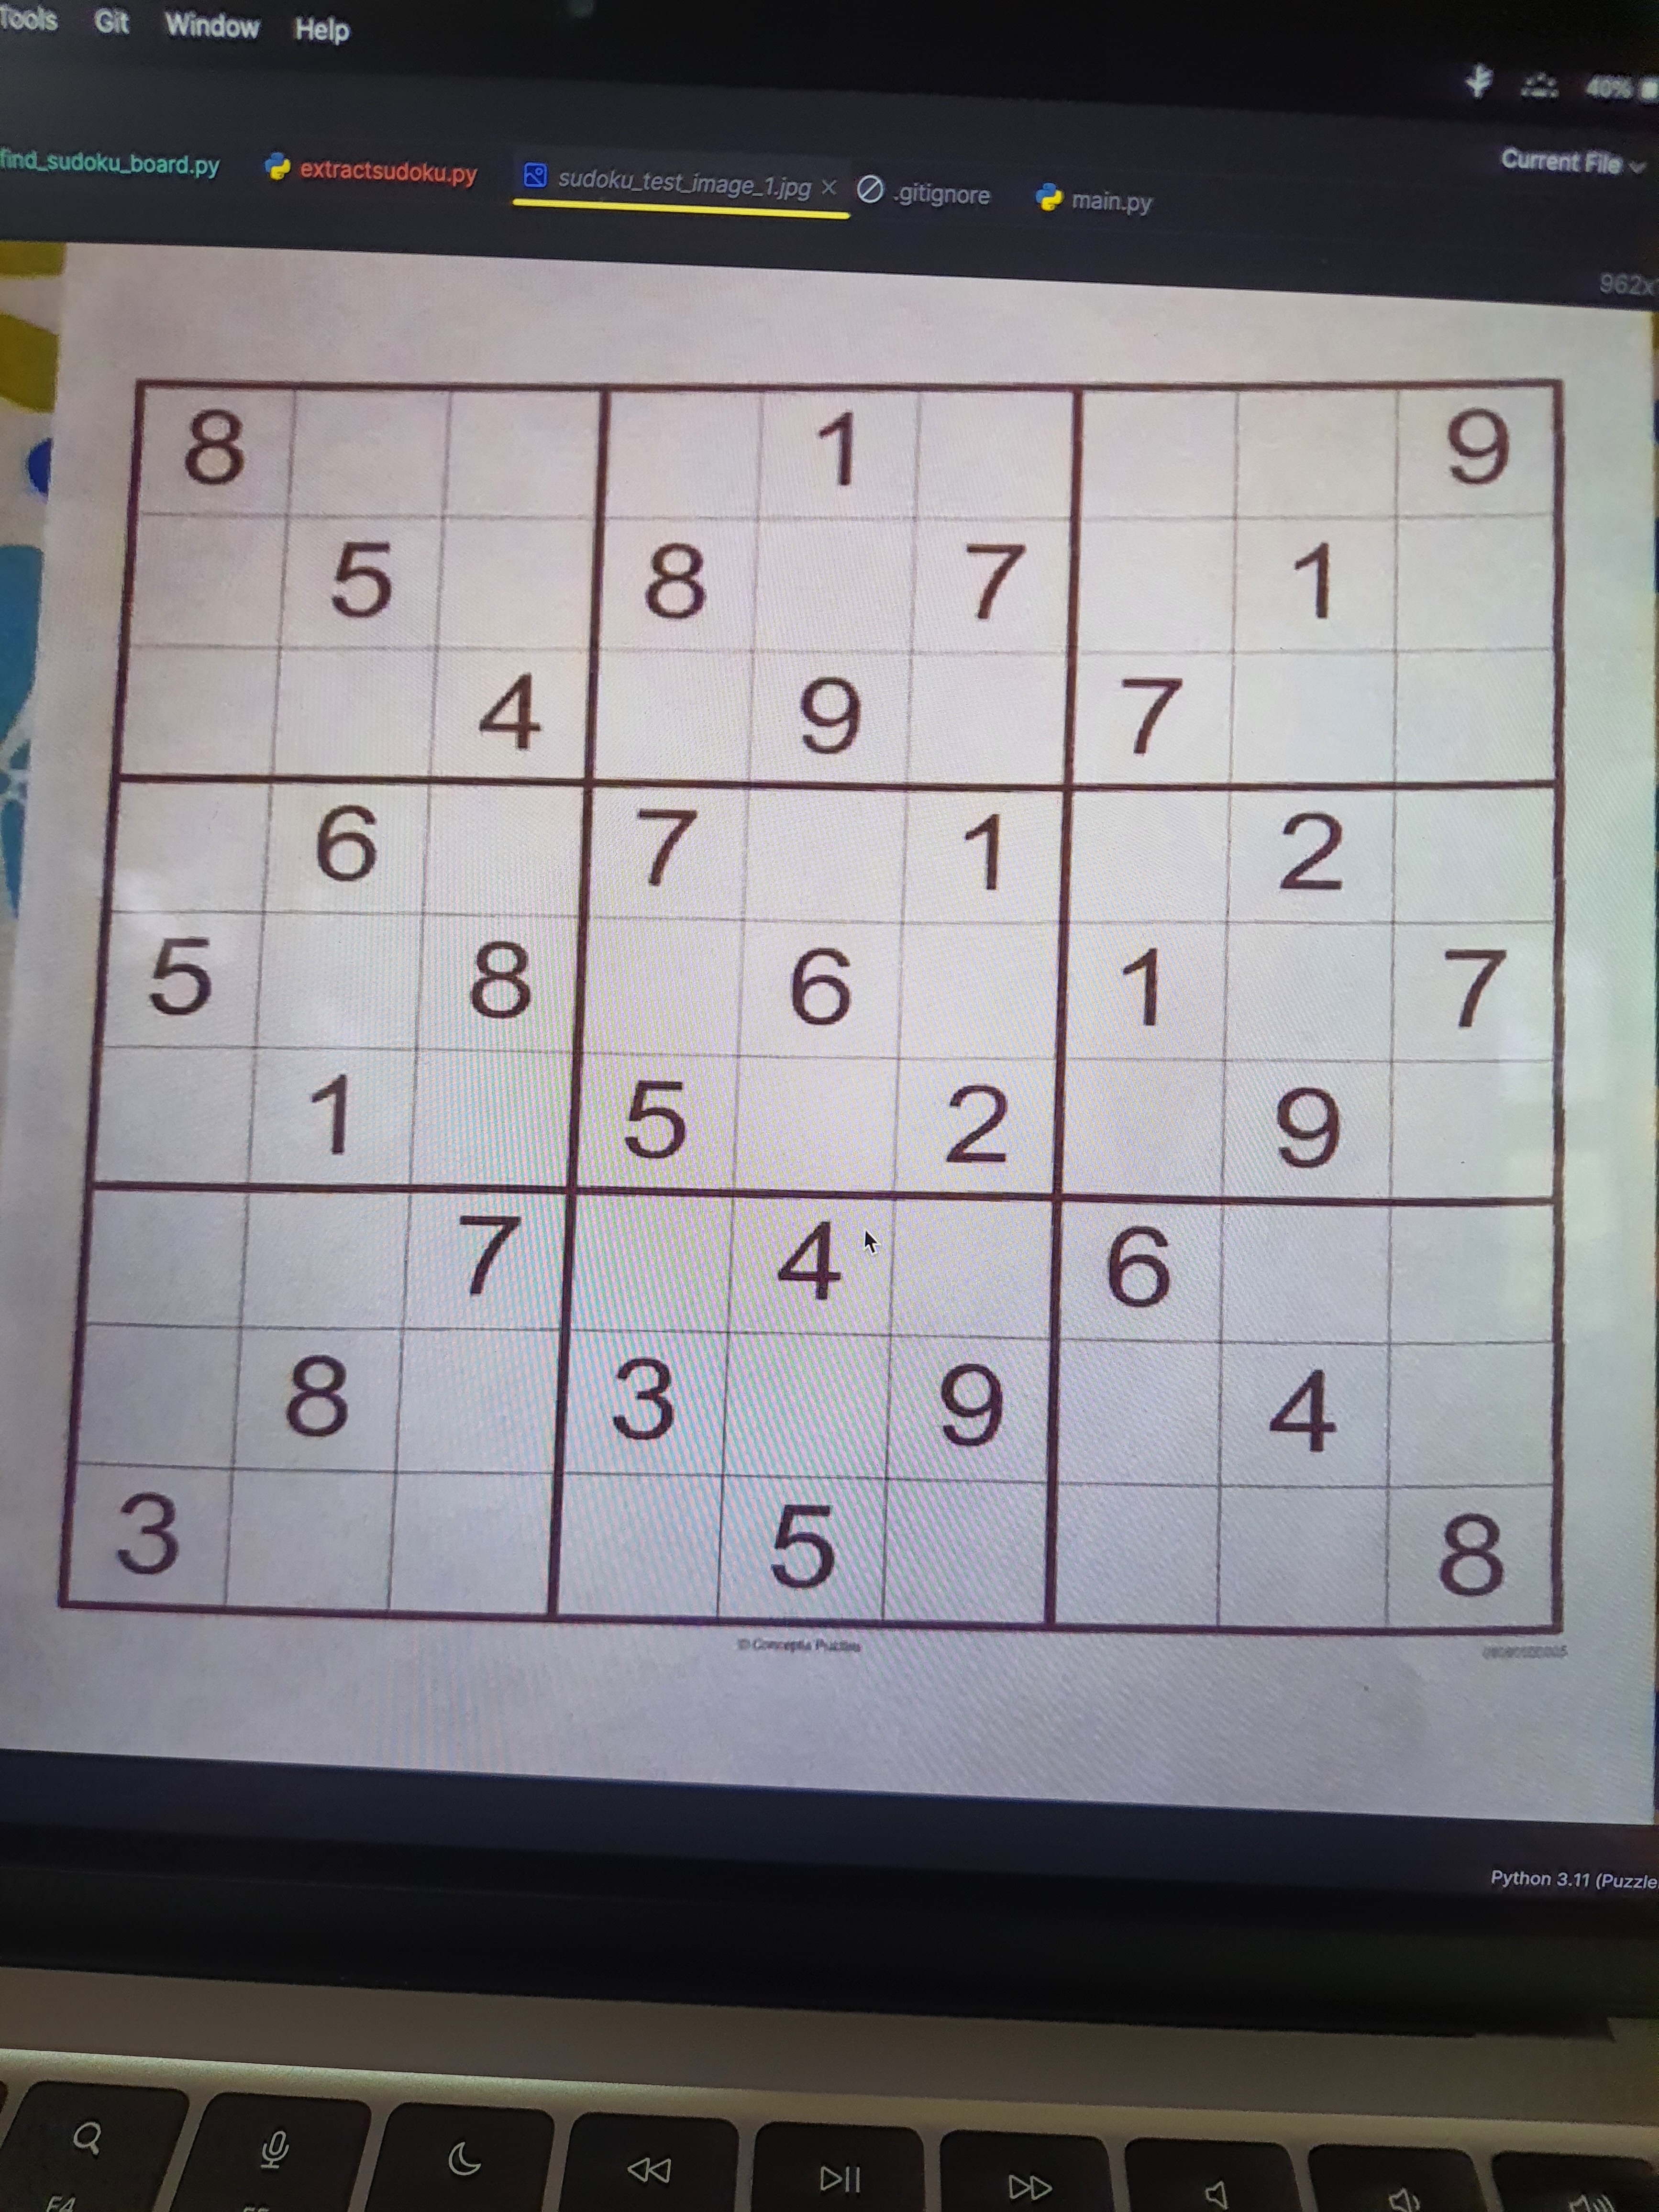 Tools Git Window Help
40%
find_sudoku_board.py extractsudoku.py sudoku_test_image_1.jpg × .gitignore main.py Current File
8 1 9
5 8 7 1
4 9 7
6 7 1 2
5 8 6 1 7
1 5 2 9
7 4 6
8 3 9 4
3 5 8
© Conceptis Puzzles
Python 3.11 (Puzzle
F4